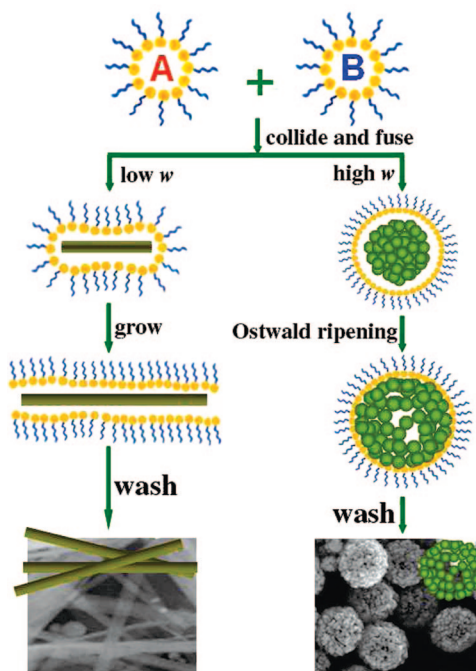 A + B
collide and fuse
low w
high w
grow
Ostwald ripening
wash
wash